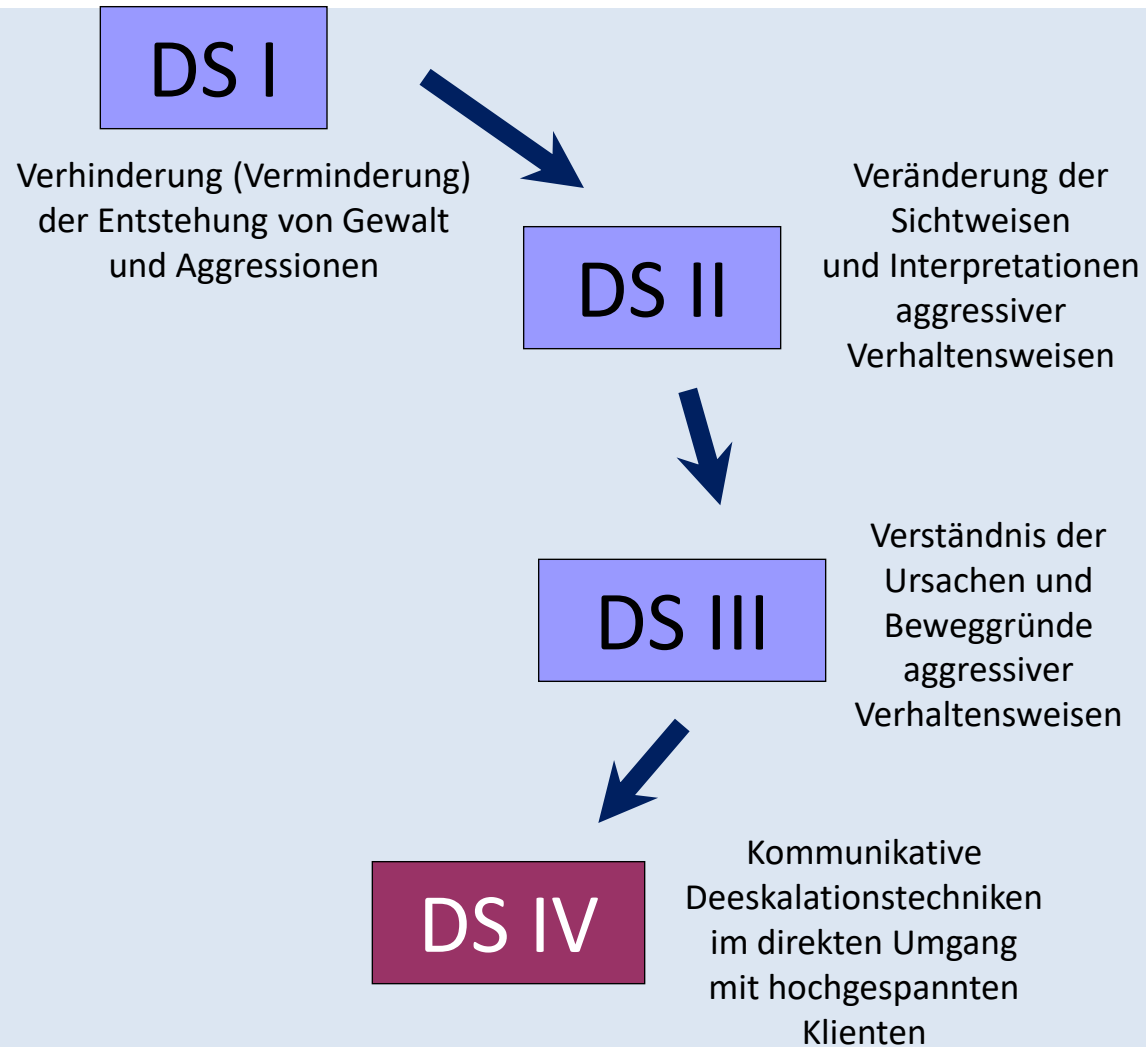 DS I
Verhinderung (Verminderung)
der Entstehung von Gewalt
und Aggressionen
DS II
Veränderung der
Sichtweisen
und Interpretationen
aggressiver
Verhaltensweisen
DS III
Verständnis der
Ursachen und
Beweggründe
aggressiver
Verhaltensweisen
DS IV
Kommunikative
Deeskalationstechniken
im direkten Umgang
mit hochgespannten
Klienten